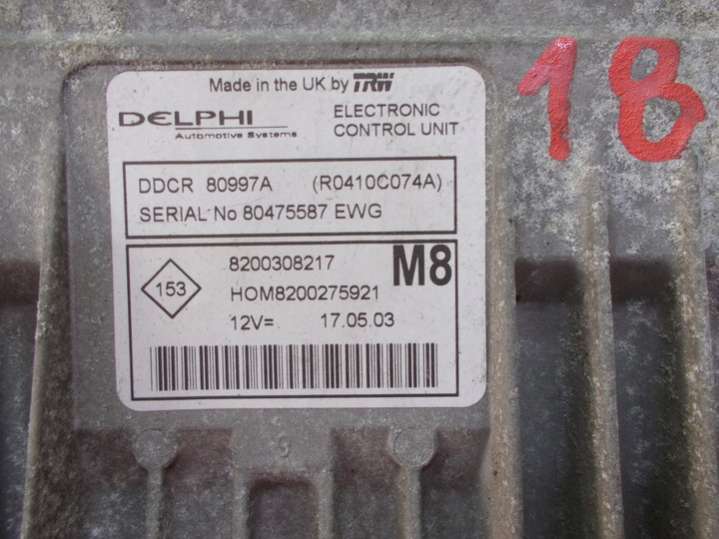 Made in the UK by TRW
18
DELPHI
Automotive Systems
ELECTRONIC
CONTROL UNIT
DDCR 80997A (R0410C074A)
SERIAL No 80475587 EWG
153
8200308217
M8
HOM8200275921
12V= 17.05.03
9